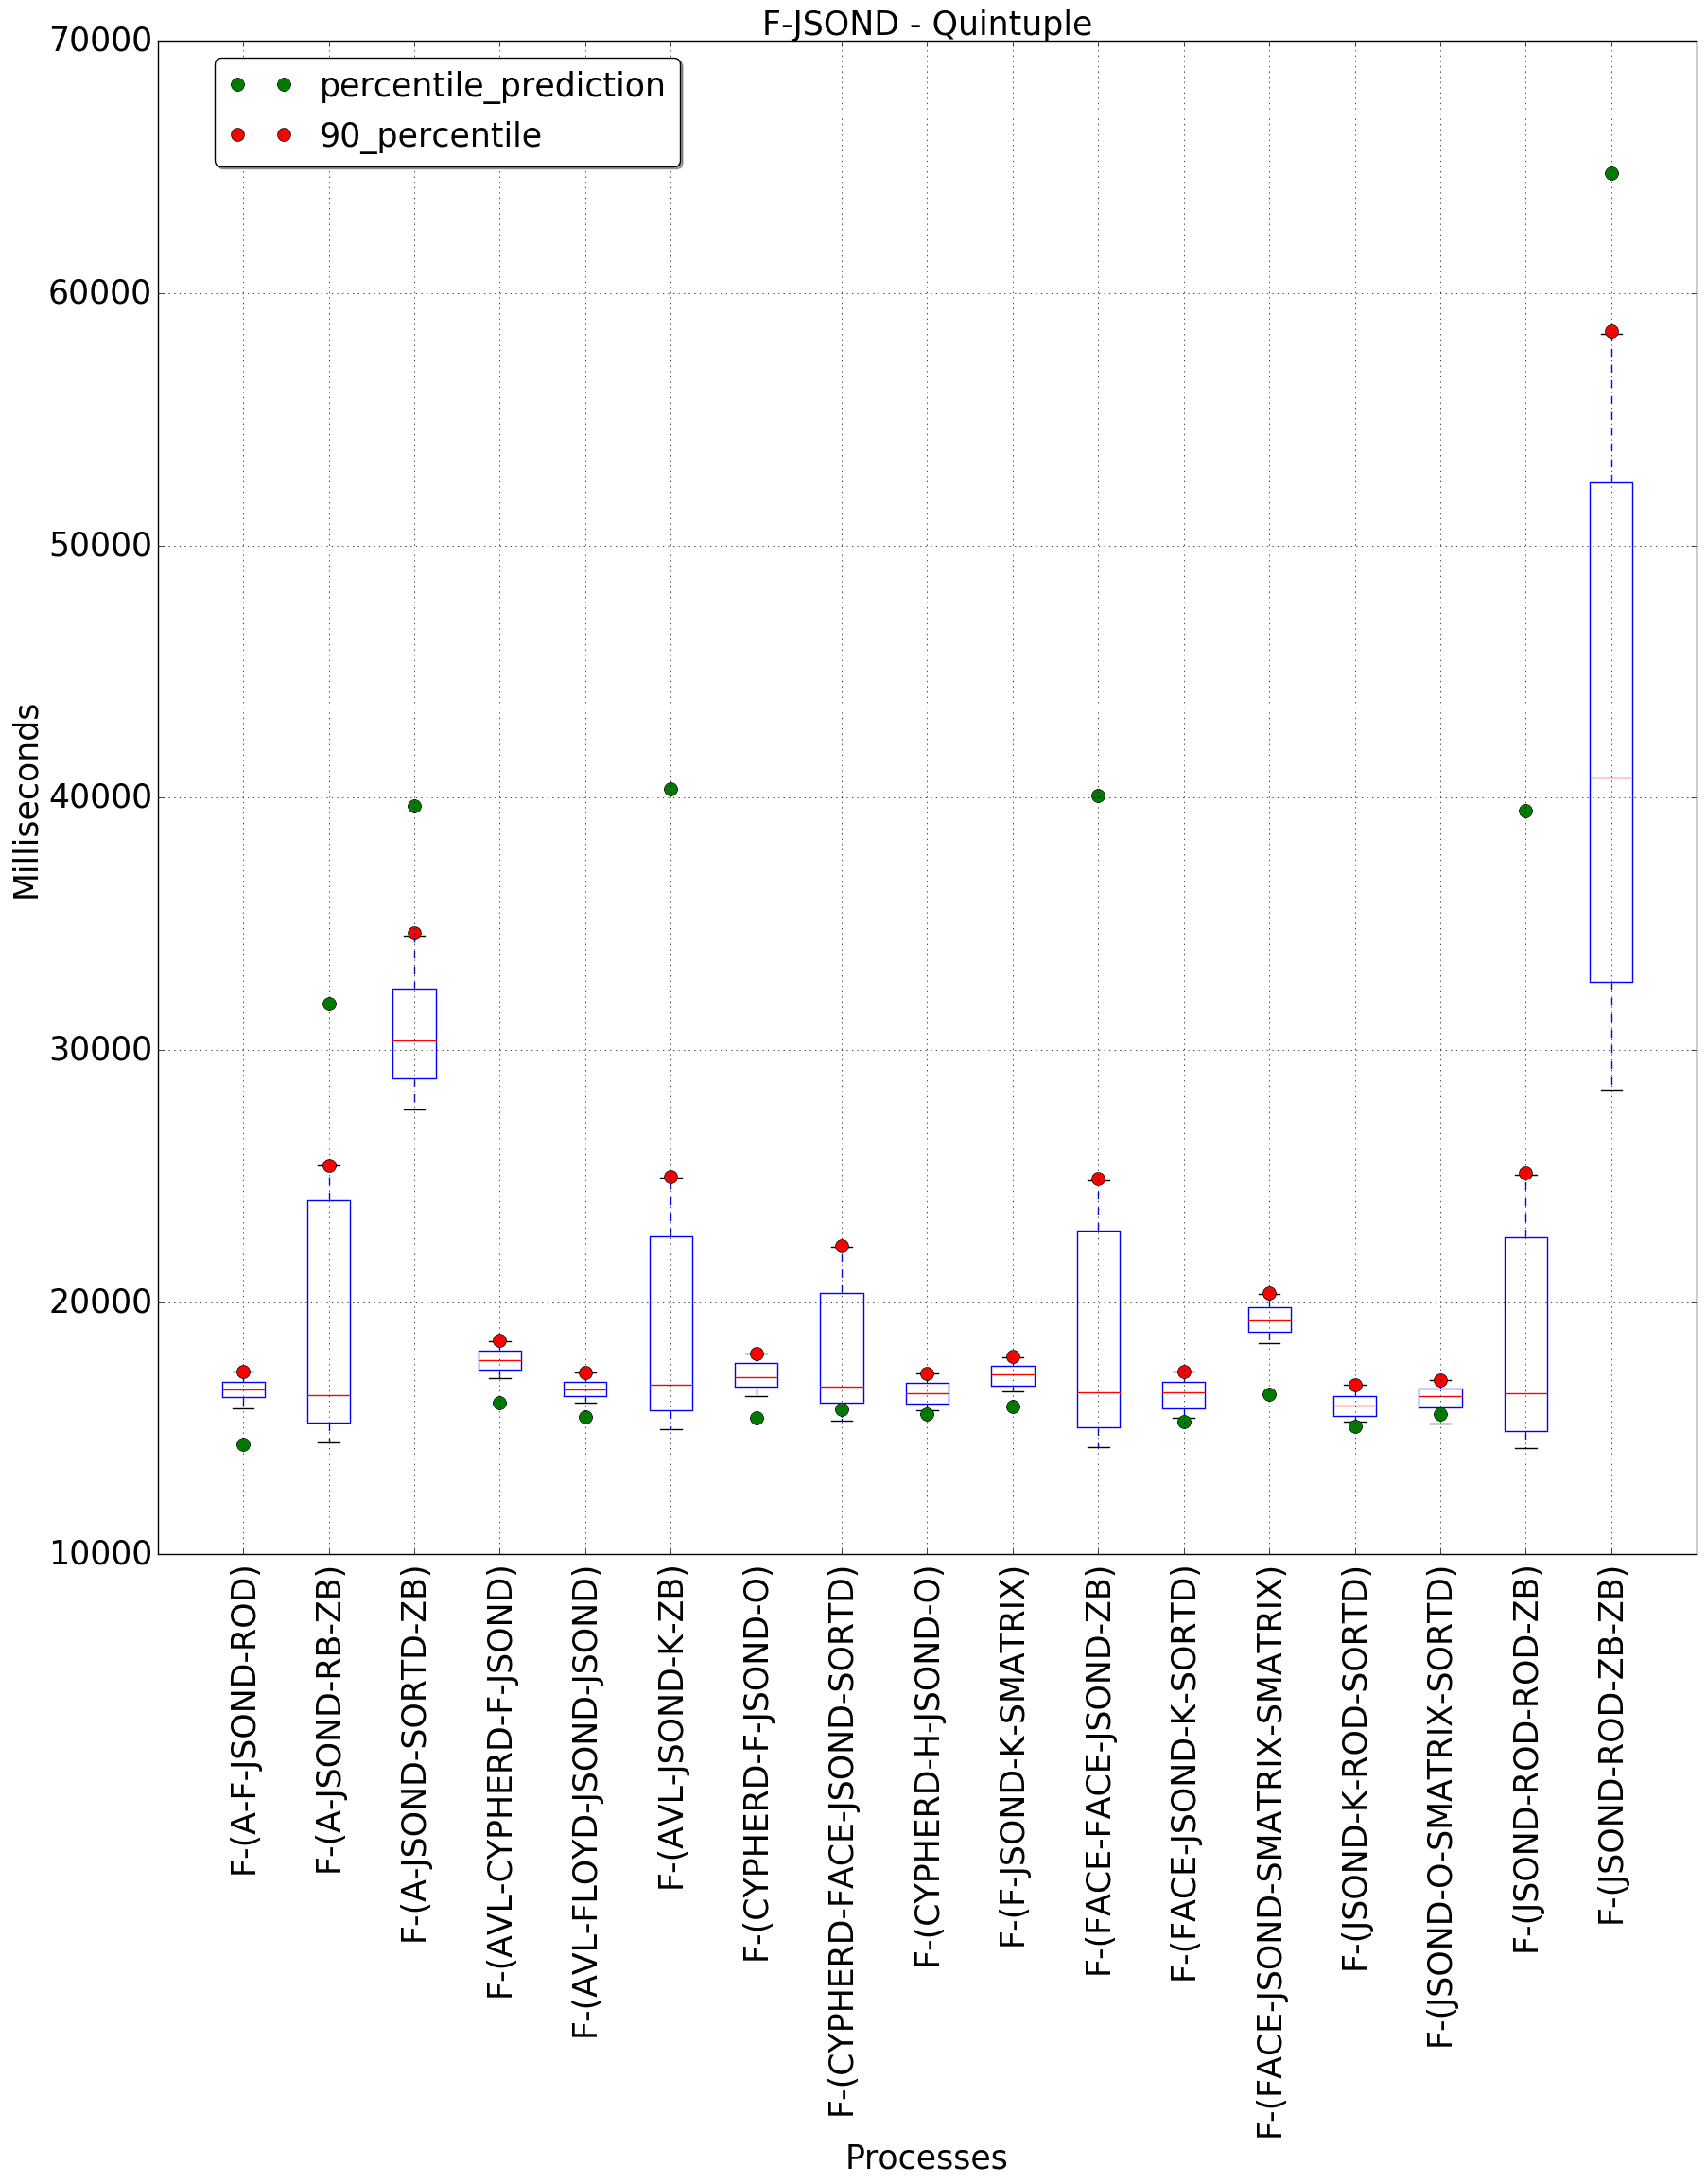 F-JSOND - Quintuple
percentile_prediction
90_percentile
70000
60000
50000
40000
30000
20000
10000
Milliseconds
F-(A-F-JSOND-ROD)
F-(A-JSOND-RB-ZB)
F-(A-JSOND-SORTD-ZB)
F-(AVL-CYPHERD-F-JSOND)
F-(AVL-FLOYD-JSOND-JSOND)
F-(AVL-JSOND-K-ZB)
F-(CYPHERD-F-JSOND-O)
F-(CYPHERD-FACE-JSOND-SORTD)
F-(CYPHERD-H-JSOND-O)
F-(F-JSOND-K-SMATRIX)
F-(FACE-FACE-JSOND-ZB)
F-(FACE-JSOND-K-SORTD)
F-(FACE-JSOND-SMATRIX-SMATRIX)
F-(JSOND-K-ROD-SORTD)
F-(JSOND-O-SMATRIX-SORTD)
F-(JSOND-ROD-ROD-ZB)
F-(JSOND-ROD-ZB-ZB)
Processes